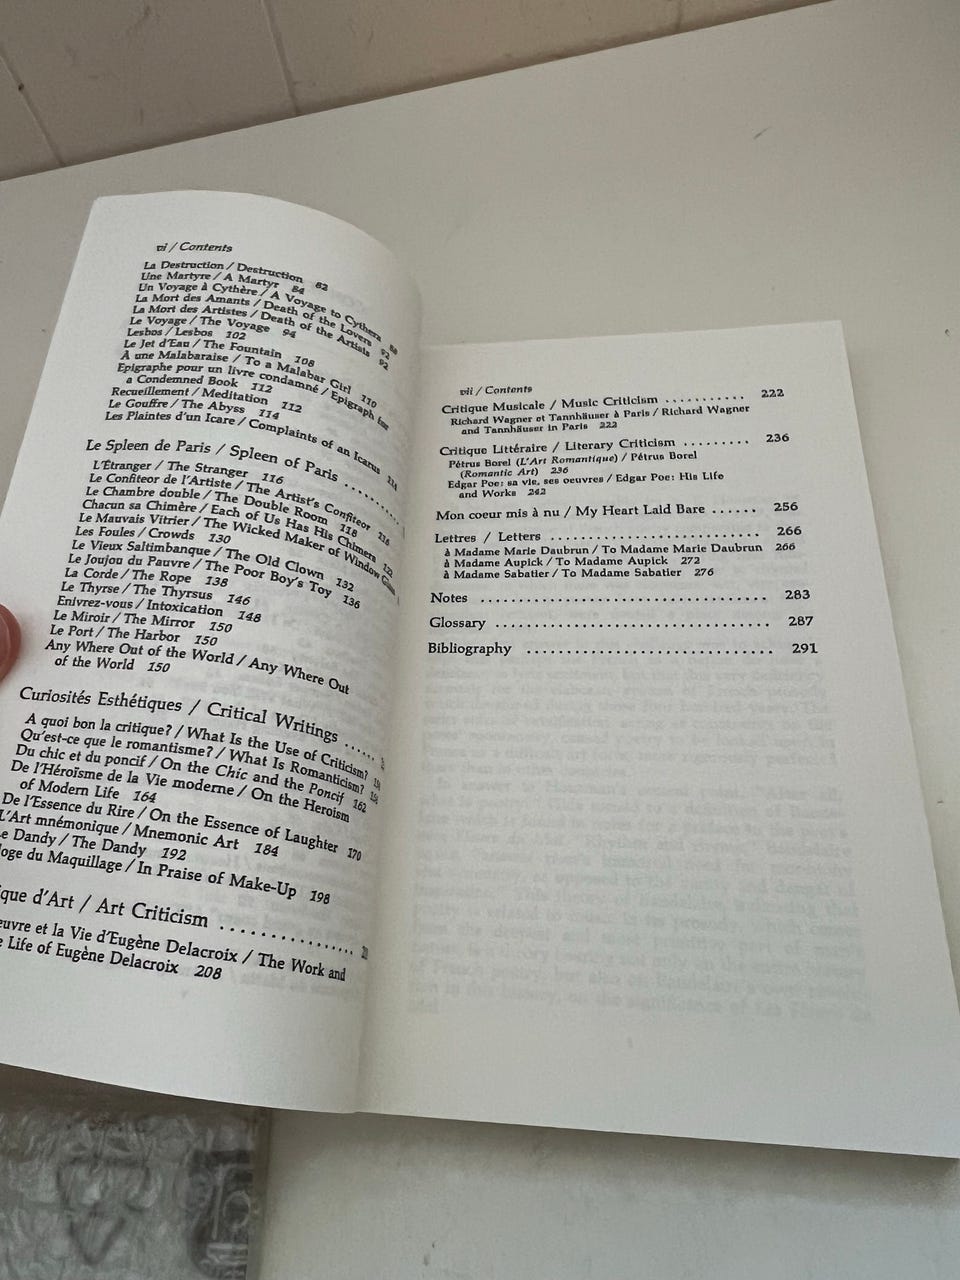 vi / Contents
La Destruction / Destruction 82
Une Martyre / A Martyr 84
Un Voyage à Cythère / A Voyage to Cythera 88
La Mort des Amants / Death of the Lovers 92
La Mort des Artistes / Death of the Artists 92
Le Voyage / The Voyage 94
Lesbos / Lesbos 102
Le Jet d'Eau / The Fountain 108
À une Malabaraise / To a Malabar Girl 110
Epigraphe pour un livre condamné / Epigraph for
a Condemned Book 112
Recueillement / Meditation 112
Le Gouffre / The Abyss 114
Les Plaintes d'un Icare / Complaints of an Icarus 114
Le Spleen de Paris / Spleen of Paris ..........
L'Étranger / The Stranger 116
Le Confiteor de l'Artiste / The Artist's Confiteor 116
Le Chambre double / The Double Room 118
Chacun sa Chimère / Each of Us Has His Chimera 122
Le Mauvais Vitrier / The Wicked Maker of Window
Les Foules / Crowds 130
Le Vieux Saltimbanque / The Old Clown 132
Le Joujou du Pauvre / The Poor Boy's Toy 136
La Corde / The Rope 138
Le Thyrse / The Thyrsus 146
Enivrez-vous / Intoxication 148
Le Miroir / The Mirror 150
Le Port / The Harbor 150
Any Where Out of the World / Any Where Out
of the World 150
Curiosités Esthétiques / Critical Writings ......
A quoi bon la critique? / What Is the Use of Criticism?
Qu'est-ce que le romantisme? / What Is Romanticism?
Du chic et du poncif / On the Chic and the Poncif 162
De l'Héroïsme de la Vie moderne / On the Heroism
of Modern Life 164
De l'Essence du Rire / On the Essence of Laughter 170
L'Art mnémonique / Mnemonic Art 184
Le Dandy / The Dandy 192
loge du Maquillage / In Praise of Make-Up 198
ique d'Art / Art Criticism ................
euvre et la Vie d'Eugène Delacroix / The Work and
e Life of Eugène Delacroix 208
vii / Contents
Critique Musicale / Music Criticism ........... 222
Richard Wagner et Tannhäuser à Paris / Richard Wagner
and Tannhäuser in Paris 222
Critique Littéraire / Literary Criticism ......... 236
Pétrus Borel (L'Art Romantique) / Pétrus Borel
(Romantic Art) 236
Edgar Poe: sa vie, ses oeuvres / Edgar Poe: His Life
and Works 242
Mon coeur mis à nu / My Heart Laid Bare ...... 256
Lettres / Letters ......................... 266
à Madame Marie Daubrun / To Madame Marie Daubrun 266
à Madame Aupick / To Madame Aupick 272
à Madame Sabatier / To Madame Sabatier 276
Notes ................................. 283
Glossary ............................... 287
Bibliography ............................ 291